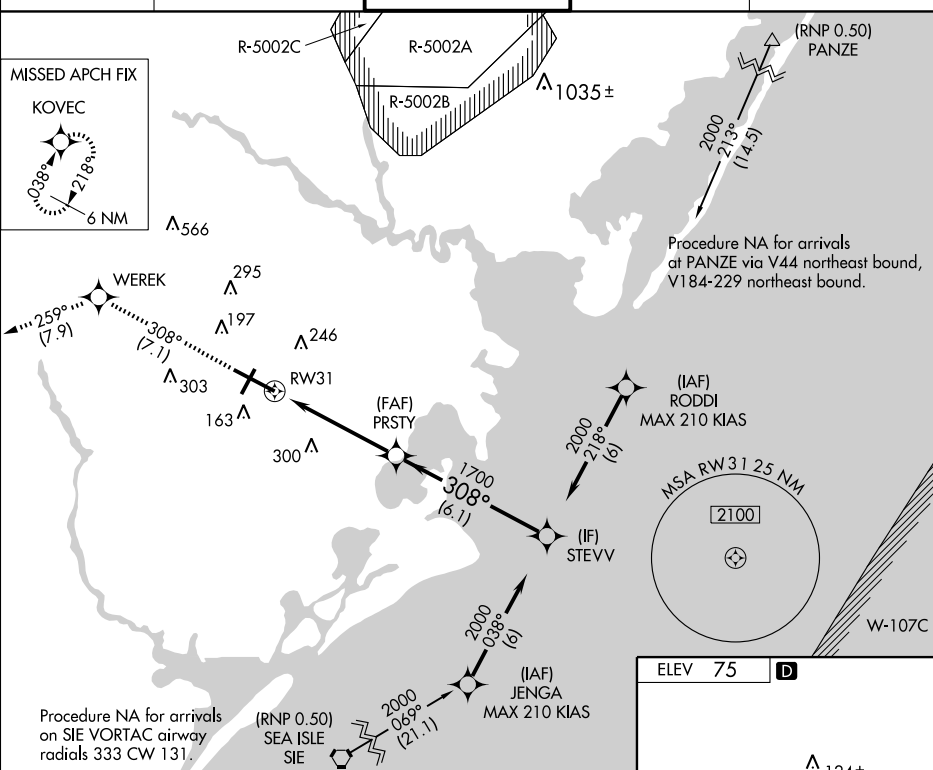 R-5002C
R-5002A
R-5002B
1035±
(RNP 0.50)
PANZE
2000
213°
(14.5)
MISSED APCH FIX
KOVEC
038°
218°
6 NM
566
Procedure NA for arrivals
at PANZE via V44 northeast bound,
V184-229 northeast bound.
WEREK
295
259°
(7.9)
308°
(7.1)
197
246
303
RW31
163
300
(FAF)
PRSTY
(IAF)
RODDI
MAX 210 KIAS
2000
218°
(6)
1700
308°
(6.1)
(IF)
STEVV
MSA RW31 25 NM
2100
W-107C
2000
038°
(6)
(IAF)
JENGA
MAX 210 KIAS
2000
069°
(21.1)
(RNP 0.50)
SEA ISLE
SIE
Procedure NA for arrivals
on SIE VORTAC airway
radials 333 CW 131.
ELEV 75 D